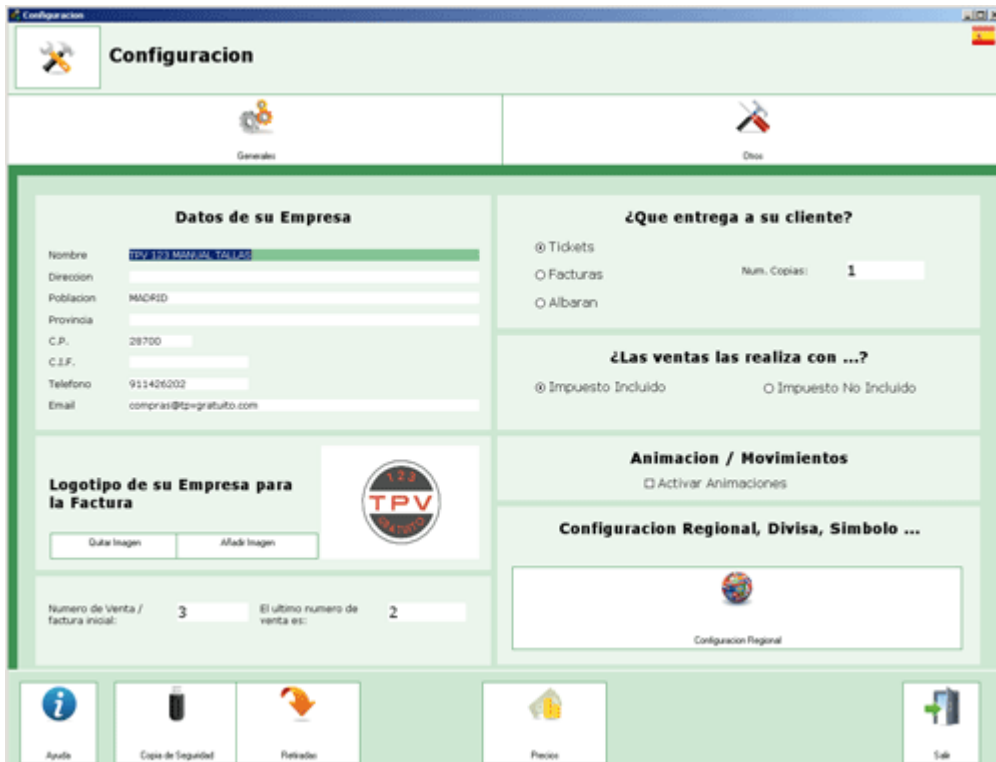 Configuracion
Configuracion
Generales
Otros
Datos de su Empresa
Nombre TPV 123 MANUAL TALLAS
Direccion
Poblacion MADRID
Provincia
C.P. 28700
C.I.F.
Telefono 911426202
Email compras@tpvgratuito.com
Logotipo de su Empresa para
la Factura
Quitar Imagen Añadir Imagen
123
TPV
GRATUITO
Numero de Venta /
factura inicial: 3
El ultimo numero de
venta es: 2
¿Que entrega a su cliente?
Tickets
Facturas
Albaran
Num. Copias: 1
¿Las ventas las realiza con ...?
Impuesto Incluido Impuesto No Incluido
Animacion / Movimientos
Activar Animaciones
Configuracion Regional, Divisa, Simbolo ...
Configuracion Regional
Ayuda
Copia de Seguridad
Retiradas
Precios
Salir